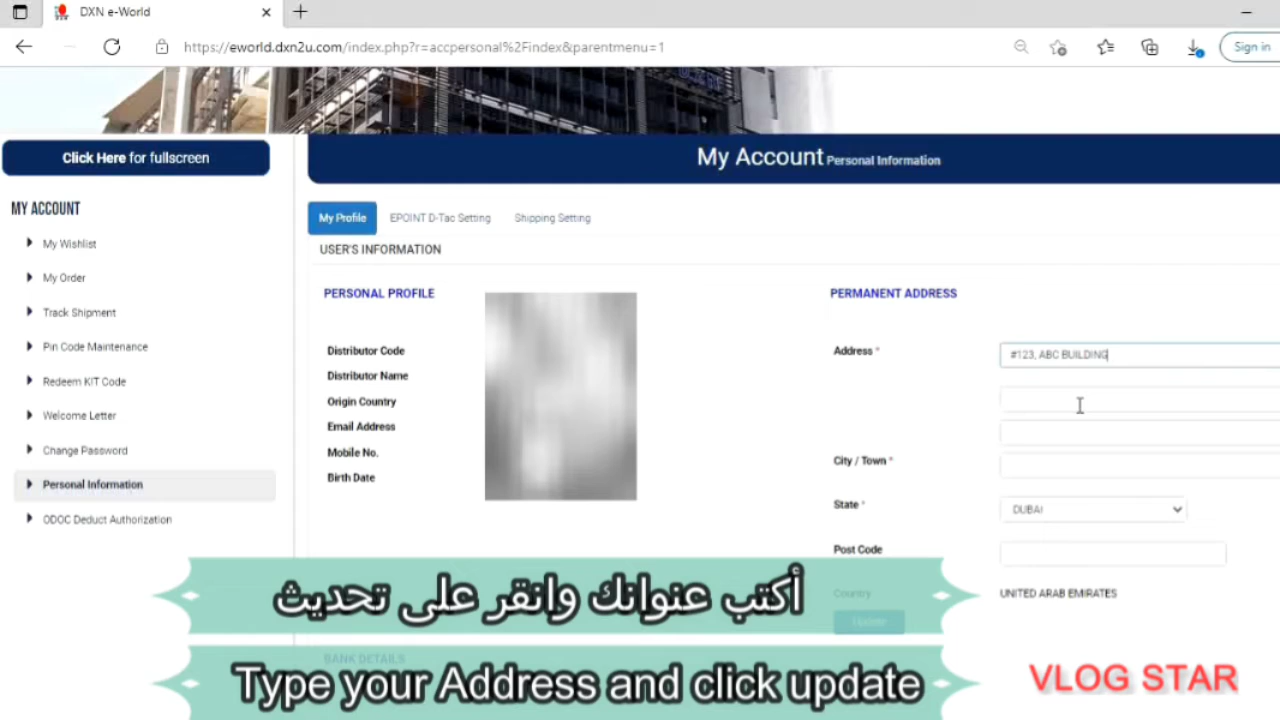 DXN e-World
https://eworld.dxn2u.com/index.php?r=accpersonal%2Findex&parentmenu=1
Sign in
Click Here for fullscreen
My Account Personal Information
MY ACCOUNT
My Wishlist
My Order
Track Shipment
Pin Code Maintenance
Redeem KIT Code
Welcome Letter
Change Password
Personal Information
ODOC Deduct Authorization
My Profile
EPOINT D-Tac Setting
Shipping Setting
USER'S INFORMATION
PERSONAL PROFILE
Distributor Code
Distributor Name
Origin Country
Email Address
Mobile No.
Birth Date
PERMANENT ADDRESS
Address *
#123, ABC BUILDING
City / Town *
State *
DUBAI
Post Code
Country
UNITED ARAB EMIRATES
Update
BANK DETAILS
أكتب عنوانك وانقر على تحديث
Type your Address and click update
VLOG STAR